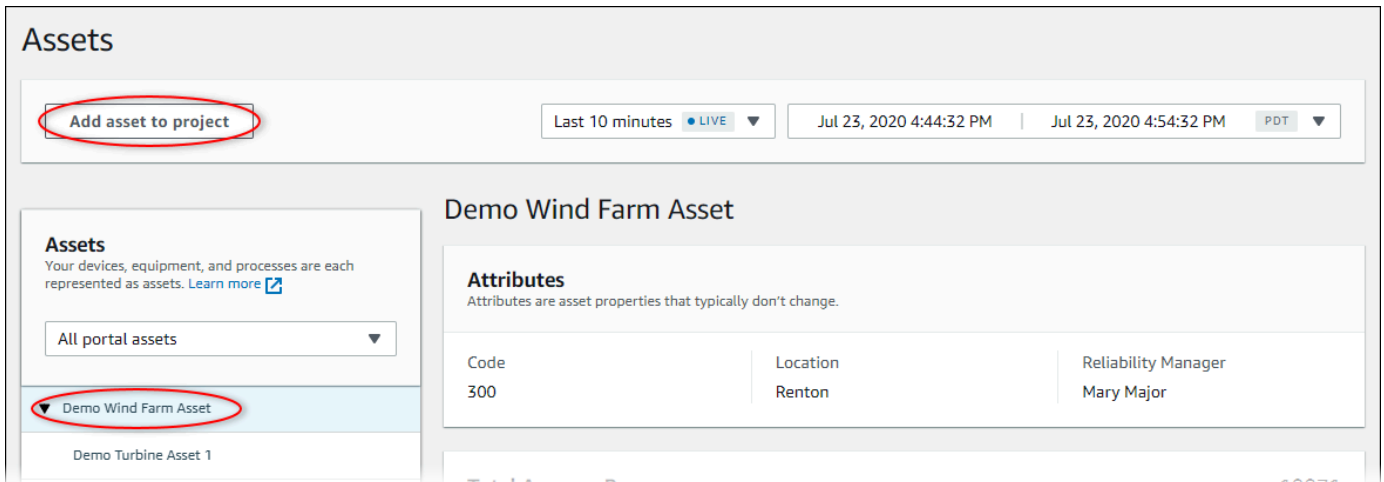 Assets
Add asset to project
Last 10 minutes LIVE
Jul 23, 2020 4:44:32 PM | Jul 23, 2020 4:54:32 PM PDT
Assets
Your devices, equipment, and processes are each
represented as assets. Learn more
All portal assets
Demo Wind Farm Asset
Demo Turbine Asset 1
Demo Wind Farm Asset
Attributes
Attributes are asset properties that typically don't change.
Code
300
Location
Renton
Reliability Manager
Mary Major